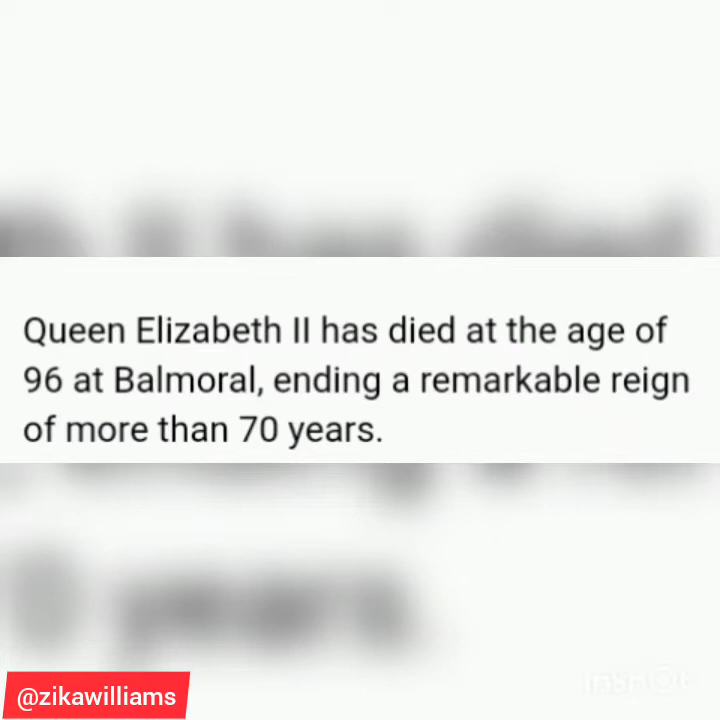 Queen Elizabeth II has died at the age of
96 at Balmoral, ending a remarkable reign
of more than 70 years.
@zikawilliams
INSHOT